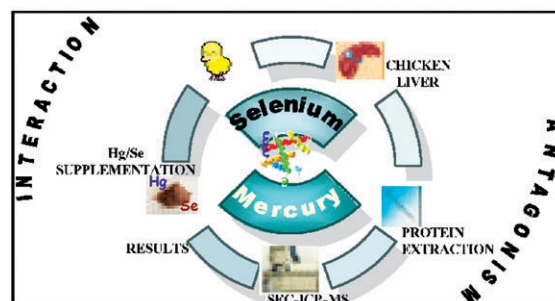 INTERACTION
CHICKEN
LIVER
Selenium
Hg/Se
SUPPLEMENTATION
Hg
Se
Mercury
ANTAGONISM
PROTEIN
EXTRACTION
RESULTS
SEC-ICP-MS